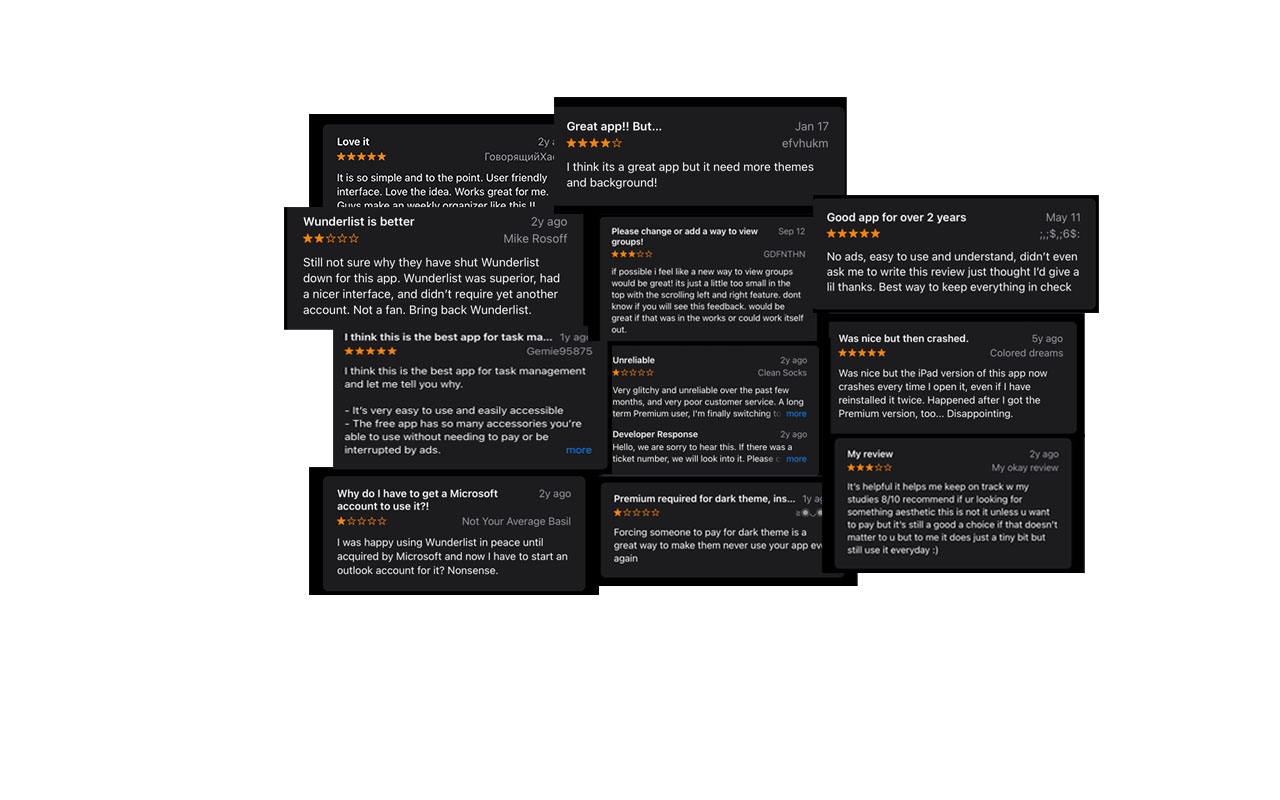 Love it
2y
★★★★★
ГоворящийХа
It is so simple and to the point. User friendly
interface. Love the idea. Works great for me.
Guys make an weekly organizer like this !!
Great app!! But...
Jan 17
★★★★☆
efvhukm
I think its a great app but it need more themes
and background!
Wunderlist is better
2y ago
★★☆☆☆
Mike Rosoff
Still not sure why they have shut Wunderlist
down for this app. Wunderlist was superior, had
a nicer interface, and didn’t require yet another
account. Not a fan. Bring back Wunderlist.
Please change or add a way to view
groups!
Sep 12
★★★☆☆
GDFNTHN
if possible i feel like a new way to view groups
would be great! its just a little too small in the
top with the scrolling left and right feature. dont
know if you will see this feedback. would be
great if that was in the works or could work itself
out.
Good app for over 2 years
May 11
★★★★★
;,;$,;6$:
No ads, easy to use and understand, didn’t even
ask me to write this review just thought I’d give a
lil thanks. Best way to keep everything in check
I think this is the best app for task ma...
1y ago
★★★★★
Gemie95875
I think this is the best app for task management
and let me tell you why.
- It’s very easy to use and easily accessible
- The free app has so many accessories you’re
able to use without needing to pay or be
interrupted by ads.
more
Unreliable
2y ago
★☆☆☆☆
Clean Socks
Very glitchy and unreliable over the past few
months, and very poor customer service. A long
term Premium user, I’m finally switching to more
Developer Response
2y ago
Hello, we are sorry to hear this. If there was a
ticket number, we will look into it. Please more
Was nice but then crashed.
5y ago
★★★★★
Colored dreams
Was nice but the iPad version of this app now
crashes every time I open it, even if I have
reinstalled it twice. Happened after I got the
Premium version, too... Disappointing.
Why do I have to get a Microsoft
account to use it?!
2y ago
★☆☆☆☆
Not Your Average Basil
I was happy using Wunderlist in peace until
acquired by Microsoft and now I have to start an
outlook account for it? Nonsense.
Premium required for dark theme, ins...
1y
★☆☆☆☆
Forcing someone to pay for dark theme is a
great way to make them never use your app
again
My review
2y ago
★★★☆☆
My okay review
It’s helpful it helps me keep on track w my
studies 8/10 recommend if ur looking for
something aesthetic this is not it unless u want
to pay but it’s still a good a choice if that doesn’t
matter to u but to me it does just a tiny bit but
still use it everyday :)